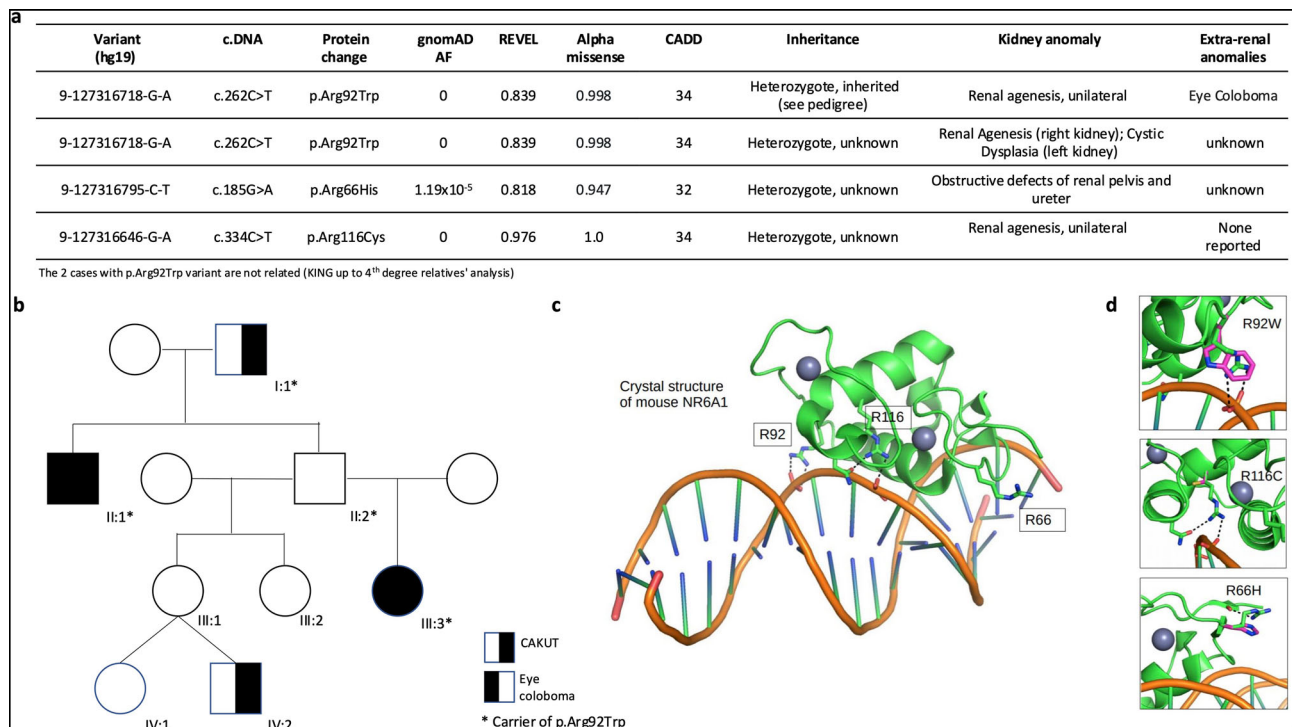 a
Variant (hg19) c.DNA Protein change gnomAD AF REVEL Alpha missense CADD Inheritance Kidney anomaly Extra-renal anomalies
9-127316718-G-A c.262C>T p.Arg92Trp 0 0.839 0.998 34 Heterozygote, inherited (see pedigree) Renal agenesis, unilateral Eye Coloboma
9-127316718-G-A c.262C>T p.Arg92Trp 0 0.839 0.998 34 Heterozygote, unknown Renal Agenesis (right kidney); Cystic Dysplasia (left kidney) unknown
9-127316795-C-T c.185G>A p.Arg66His 1.19x10⁻⁵ 0.818 0.947 32 Heterozygote, unknown Obstructive defects of renal pelvis and ureter unknown
9-127316646-G-A c.334C>T p.Arg116Cys 0 0.976 1.0 34 Heterozygote, unknown Renal agenesis, unilateral None reported
The 2 cases with p.Arg92Trp variant are not related (KING up to 4th degree relatives' analysis)
b
I:1*
II:1*
II:2*
III:1
III:2
III:3*
IV:1
IV:2
CAKUT
Eye
coloboma
* Carrier of p.Arg92Trp
c
Crystal structure
of mouse NR6A1
R92
R116
R66
d
R92W
R116C
R66H